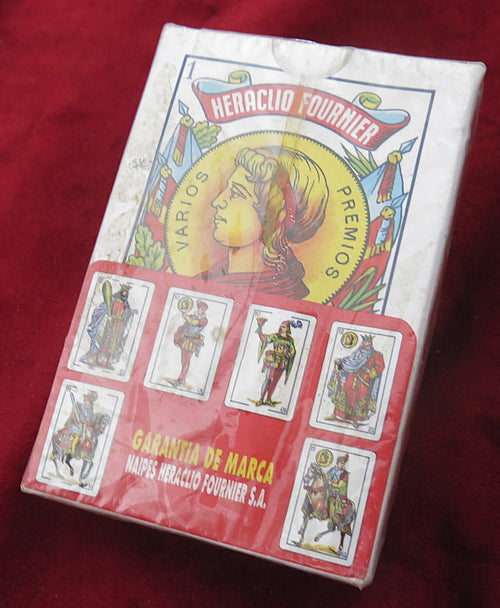 1
HERACLIO FOURNIER
VARIOS PREMIOS
GARANTIA DE MARCA
NAIPES HERACLIO FOURNIER S.A.